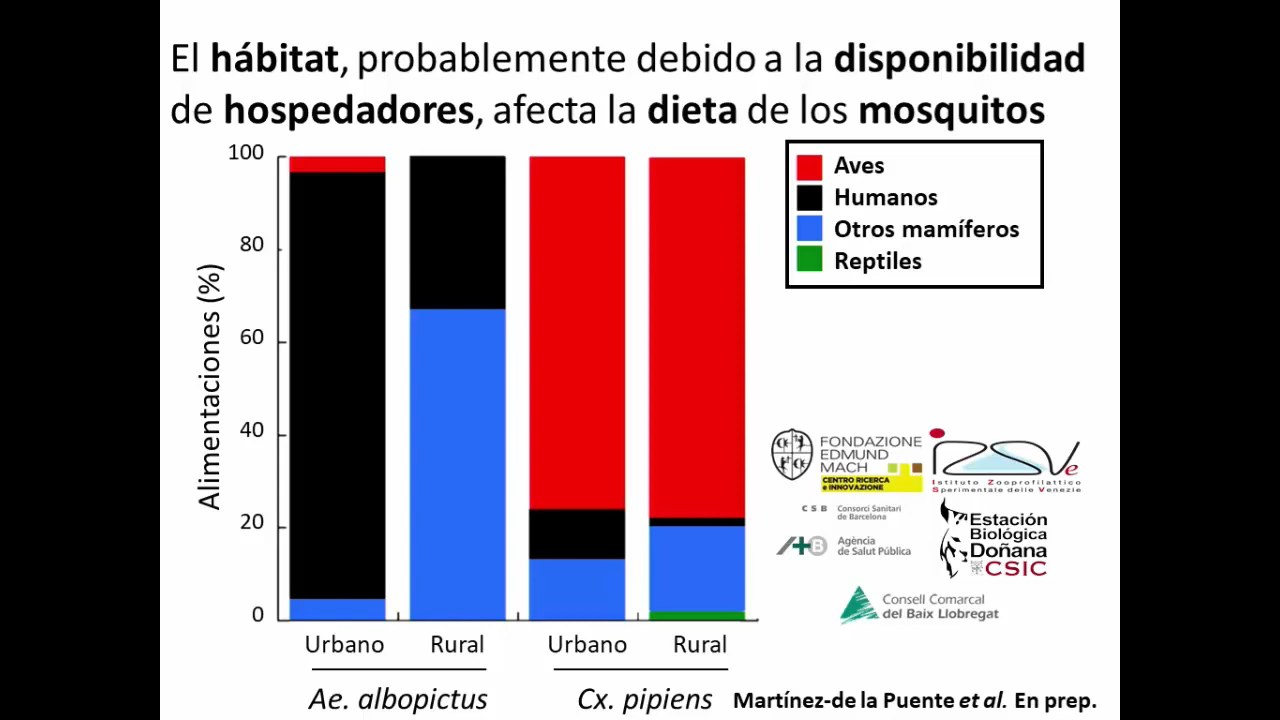 El hábitat, probablemente debido a la disponibilidad
de hospedadores, afecta la dieta de los mosquitos
Alimentaciones (%)
100
80
60
40
20
0
Urbano
Rural
Urbano
Rural
Ae. albopictus
Cx. pipiens
Aves
Humanos
Otros mamíferos
Reptiles
FONDAZIONE
EDMUND
MACH
CENTRO RICERCA
e INNOVAZIONE
IZSVe
Istituto Zooprofilattico
Sperimentale delle Venezie
CSB Consorci Sanitari
de Barcelona
Agència
de Salut Pública
Estación
Biológica
Doñana
CSIC
Consell Comarcal
del Baix Llobregat
Martínez-de la Puente et al. En prep.